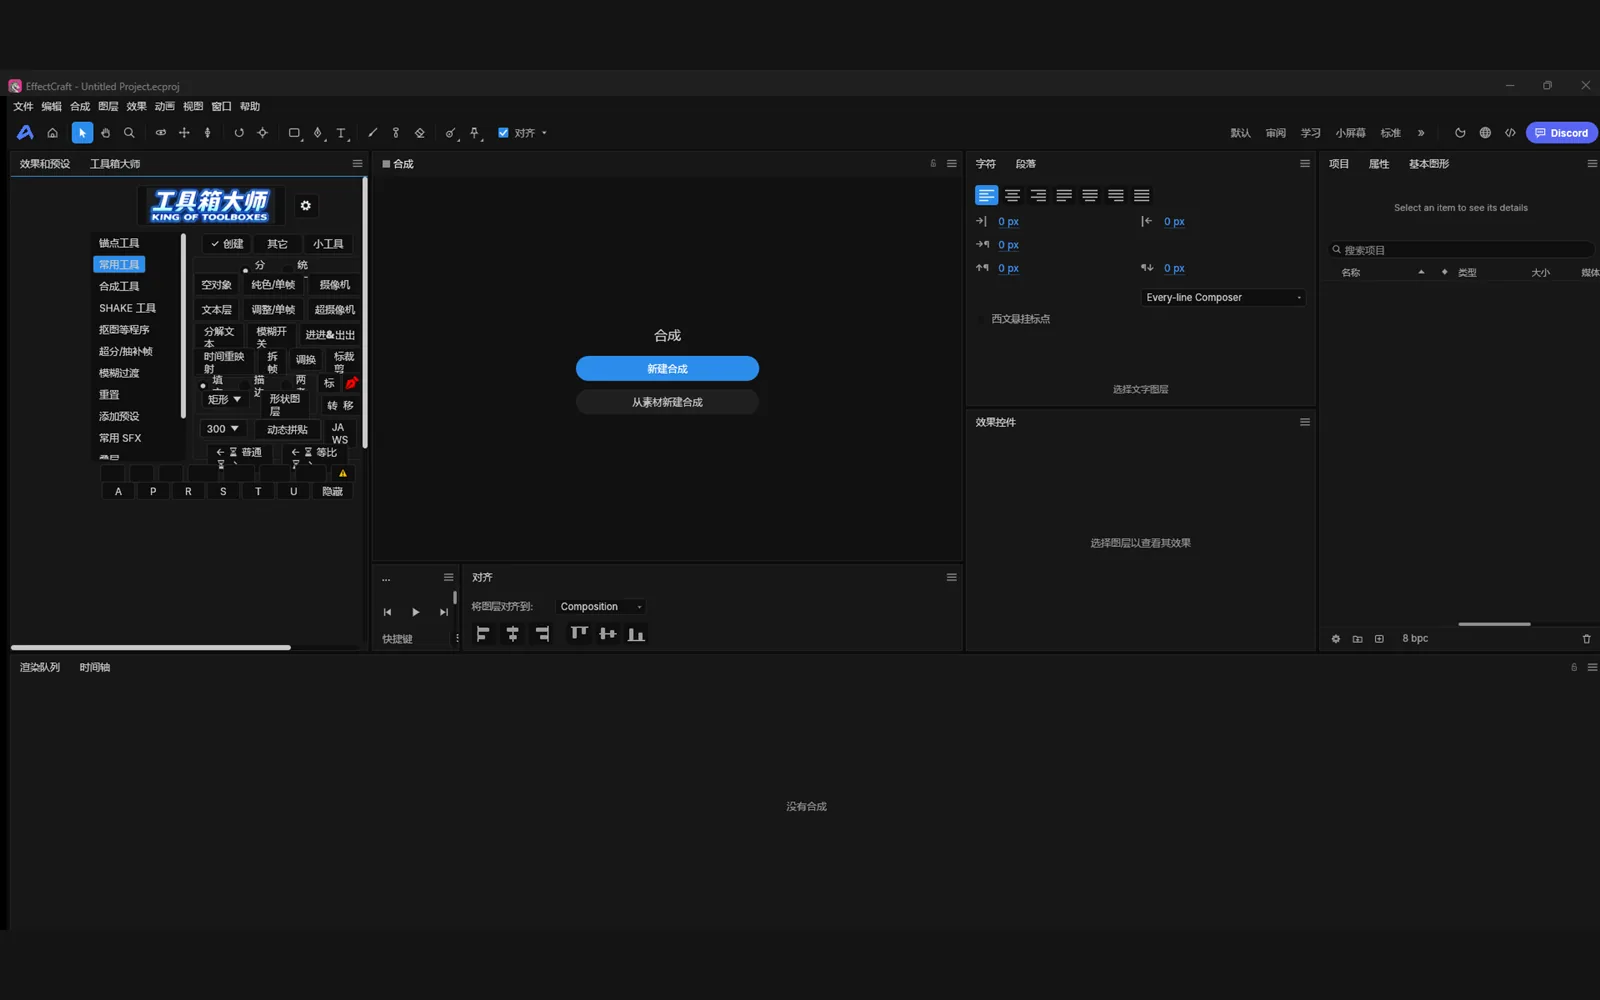 EffectCraft - Untitled Project.ecproj
文件 编辑 合成 图层 效果 动画 视图 窗口 帮助
对齐
默认 审阅 学习 小屏幕 标准 » Discord
效果和预设 工具箱大师
工具箱大师
KING OF TOOLBOXES
锚点工具
常用工具
合成工具
SHAKE 工具
抠图等程序
超分/抽补帧
模糊过渡
重置
添加预设
常用 SFX
✓ 创建 其它 小工具
分 统
空对象 纯色/单帧 摄像机
文本层 调整/单帧 超摄像机
分解文本 模糊开关 进进&出出
时间重映射 拆帧 调换 标裁剪
标
矩形 形状图层 转 移
300 动态拼贴 JAWS
普通 等比
A P R S T U 隐藏
合成
合成
新建合成
从素材新建合成
...
快捷键
对齐
将图层对齐到: Composition
字符 段落
0 px 0 px
0 px
0 px 0 px
Every-line Composer
西文悬挂标点
选择文字图层
效果控件
选择图层以查看其效果
项目 属性 基本图形
Select an item to see its details
搜索项目
名称 类型 大小 媒体
8 bpc
渲染队列 时间轴
没有合成